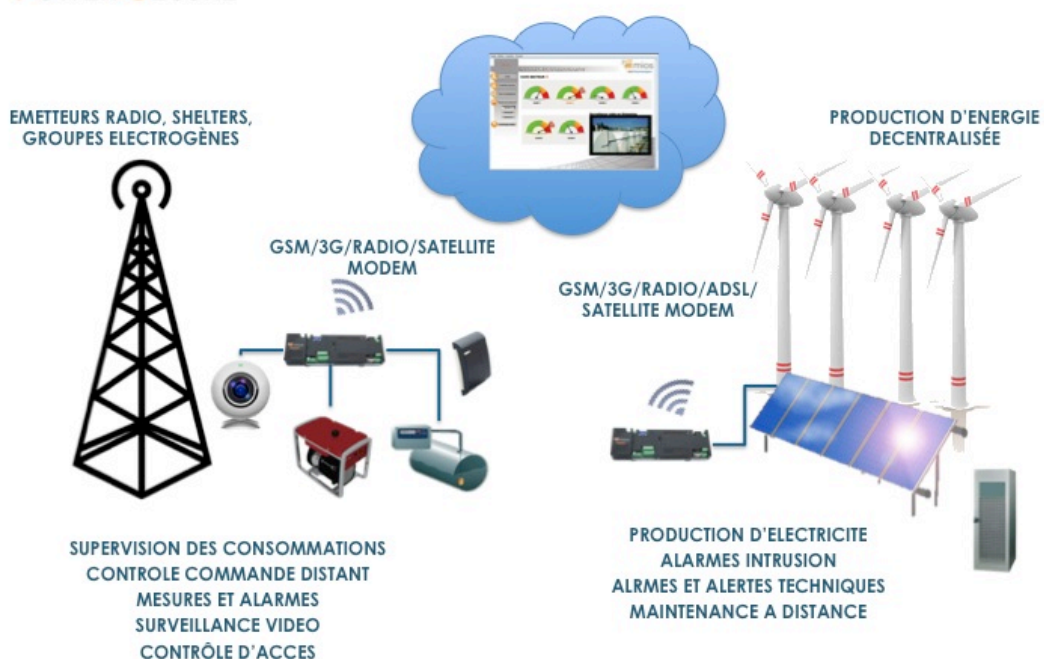 EMETTEURS RADIO, SHELTERS,
GROUPES ELECTROGÈNES
PRODUCTION D'ENERGIE
DECENTRALISÉE
GSM/3G/RADIO/SATELLITE
MODEM
GSM/3G/RADIO/ADSL/
SATELLITE MODEM
SUPERVISION DES CONSOMMATIONS
CONTROLE COMMANDE DISTANT
MESURES ET ALARMES
SURVEILLANCE VIDEO
CONTRÔLE D'ACCES
PRODUCTION D'ELECTRICITE
ALARMES INTRUSION
ALRMES ET ALERTES TECHNIQUES
MAINTENANCE A DISTANCE